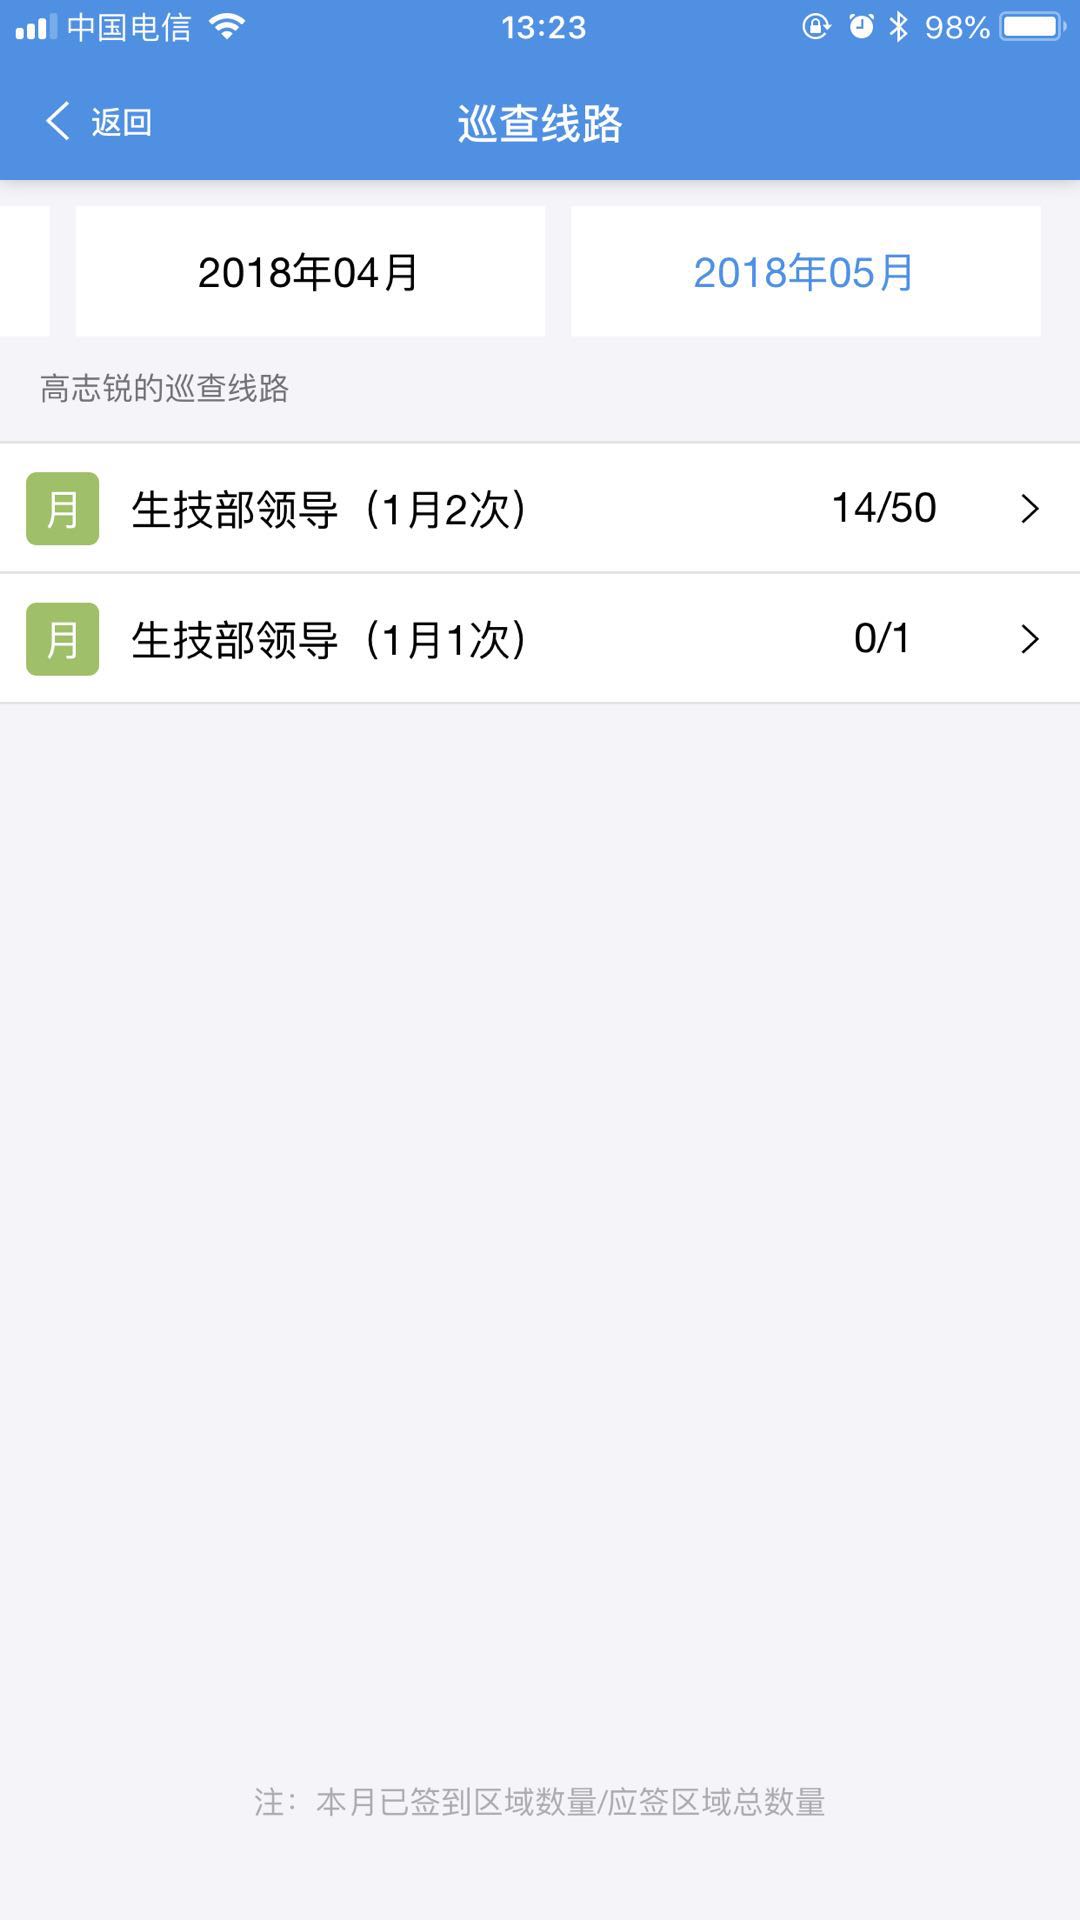 中国电信 13:23 98%
返回 巡查线路
2018年04月 2018年05月
高志锐的巡查线路
月 生技部领导（1月2次） 14/50
月 生技部领导（1月1次） 0/1
注：本月已签到区域数量/应签区域总数量